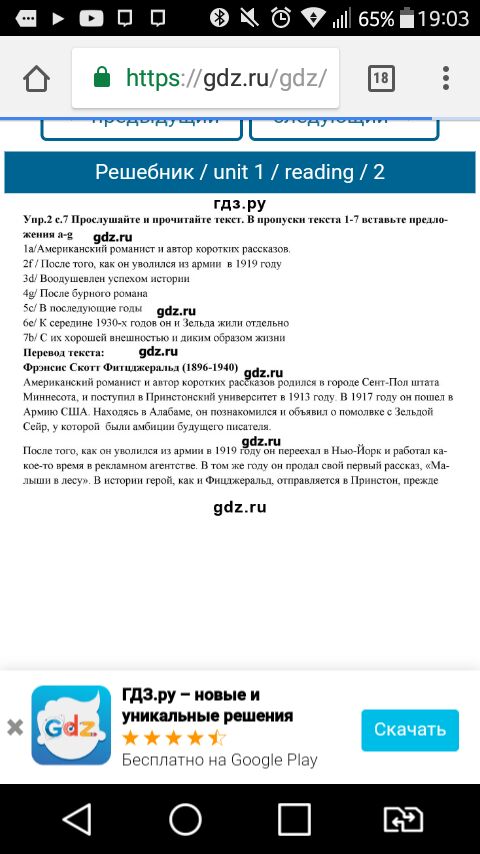 65% 19:03
https://gdz.ru/gdz/
18
предыдущий следующий
Решебник / unit 1 / reading / 2
гдз.ру
Упр.2 с.7 Прослушайте и прочитайте текст. В пропуски текста 1-7 вставьте предло-
жения a-g gdz.ru
1a/Американский романист и автор коротких рассказов.
2f / После того, как он уволился из армии в 1919 году
3d/ Воодушевлен успехом истории
4g/ После бурного романа
5c/ В последующие годы gdz.ru
6e/ К середине 1930-х годов он и Зельда жили отдельно
7b/ С их хорошей внешностью и диким образом жизни
Перевод текста: gdz.ru
Фрэнсис Скотт Фитцджеральд (1896-1940) gdz.ru
Американский романист и автор коротких рассказов родился в городе Сент-Пол штата
Миннесота, и поступил в Принстонский университет в 1913 году. В 1917 году он пошел в
Армию США. Находясь в Алабаме, он познакомился и объявил о помолвке с Зельдой
Сейр, у которой были амбиции будущего писателя.
gdz.ru
После того, как он уволился из армии в 1919 году он переехал в Нью-Йорк и работал ка-
кое-то время в рекламном агентстве. В том же году он продал свой первый рассказ, «Ма-
лыши в лесу». В истории герой, как и Фицджеральд, отправляется в Принстон, прежде
gdz.ru
Gdz
ГДЗ.ру – новые и
уникальные решения
Бесплатно на Google Play
Скачать